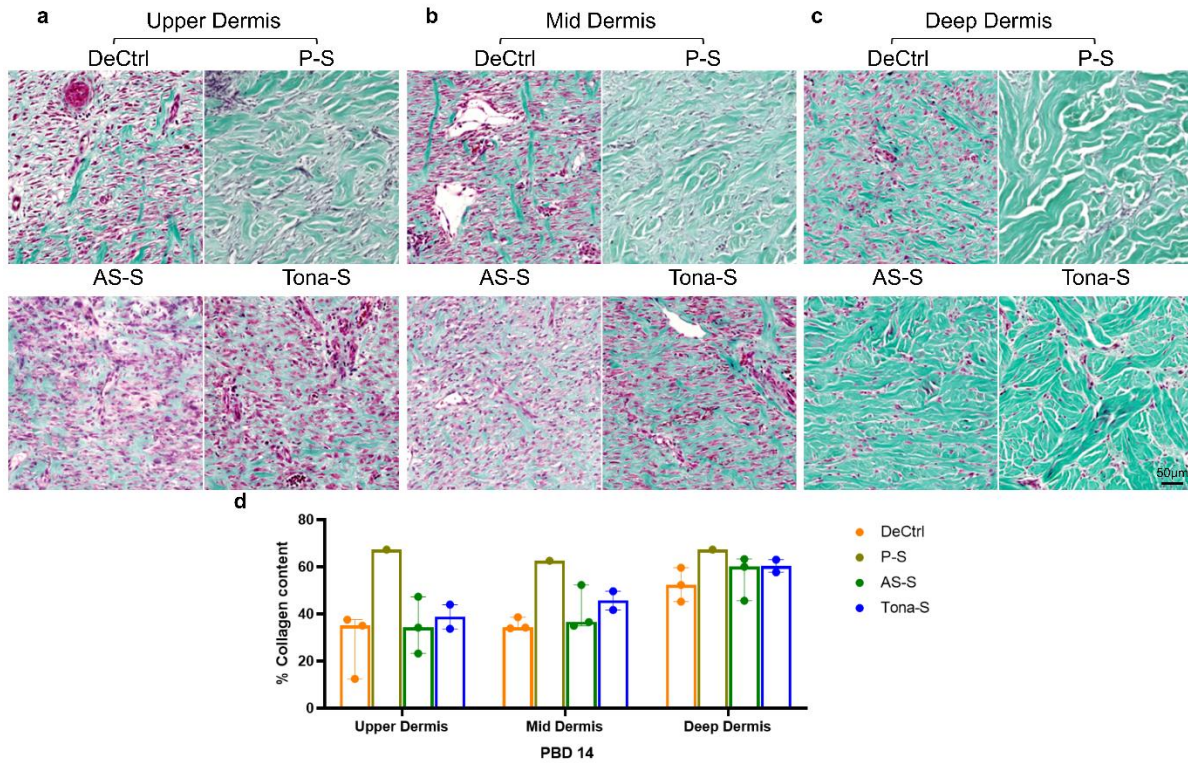 a Upper Dermis
DeCtrl P-S
b Mid Dermis
DeCtrl P-S
c Deep Dermis
DeCtrl P-S
AS-S Tona-S
AS-S Tona-S
AS-S Tona-S
50μm
d
% Collagen content
80
60
40
20
0
Upper Dermis Mid Dermis Deep Dermis
PBD 14
DeCtrl
P-S
AS-S
Tona-S